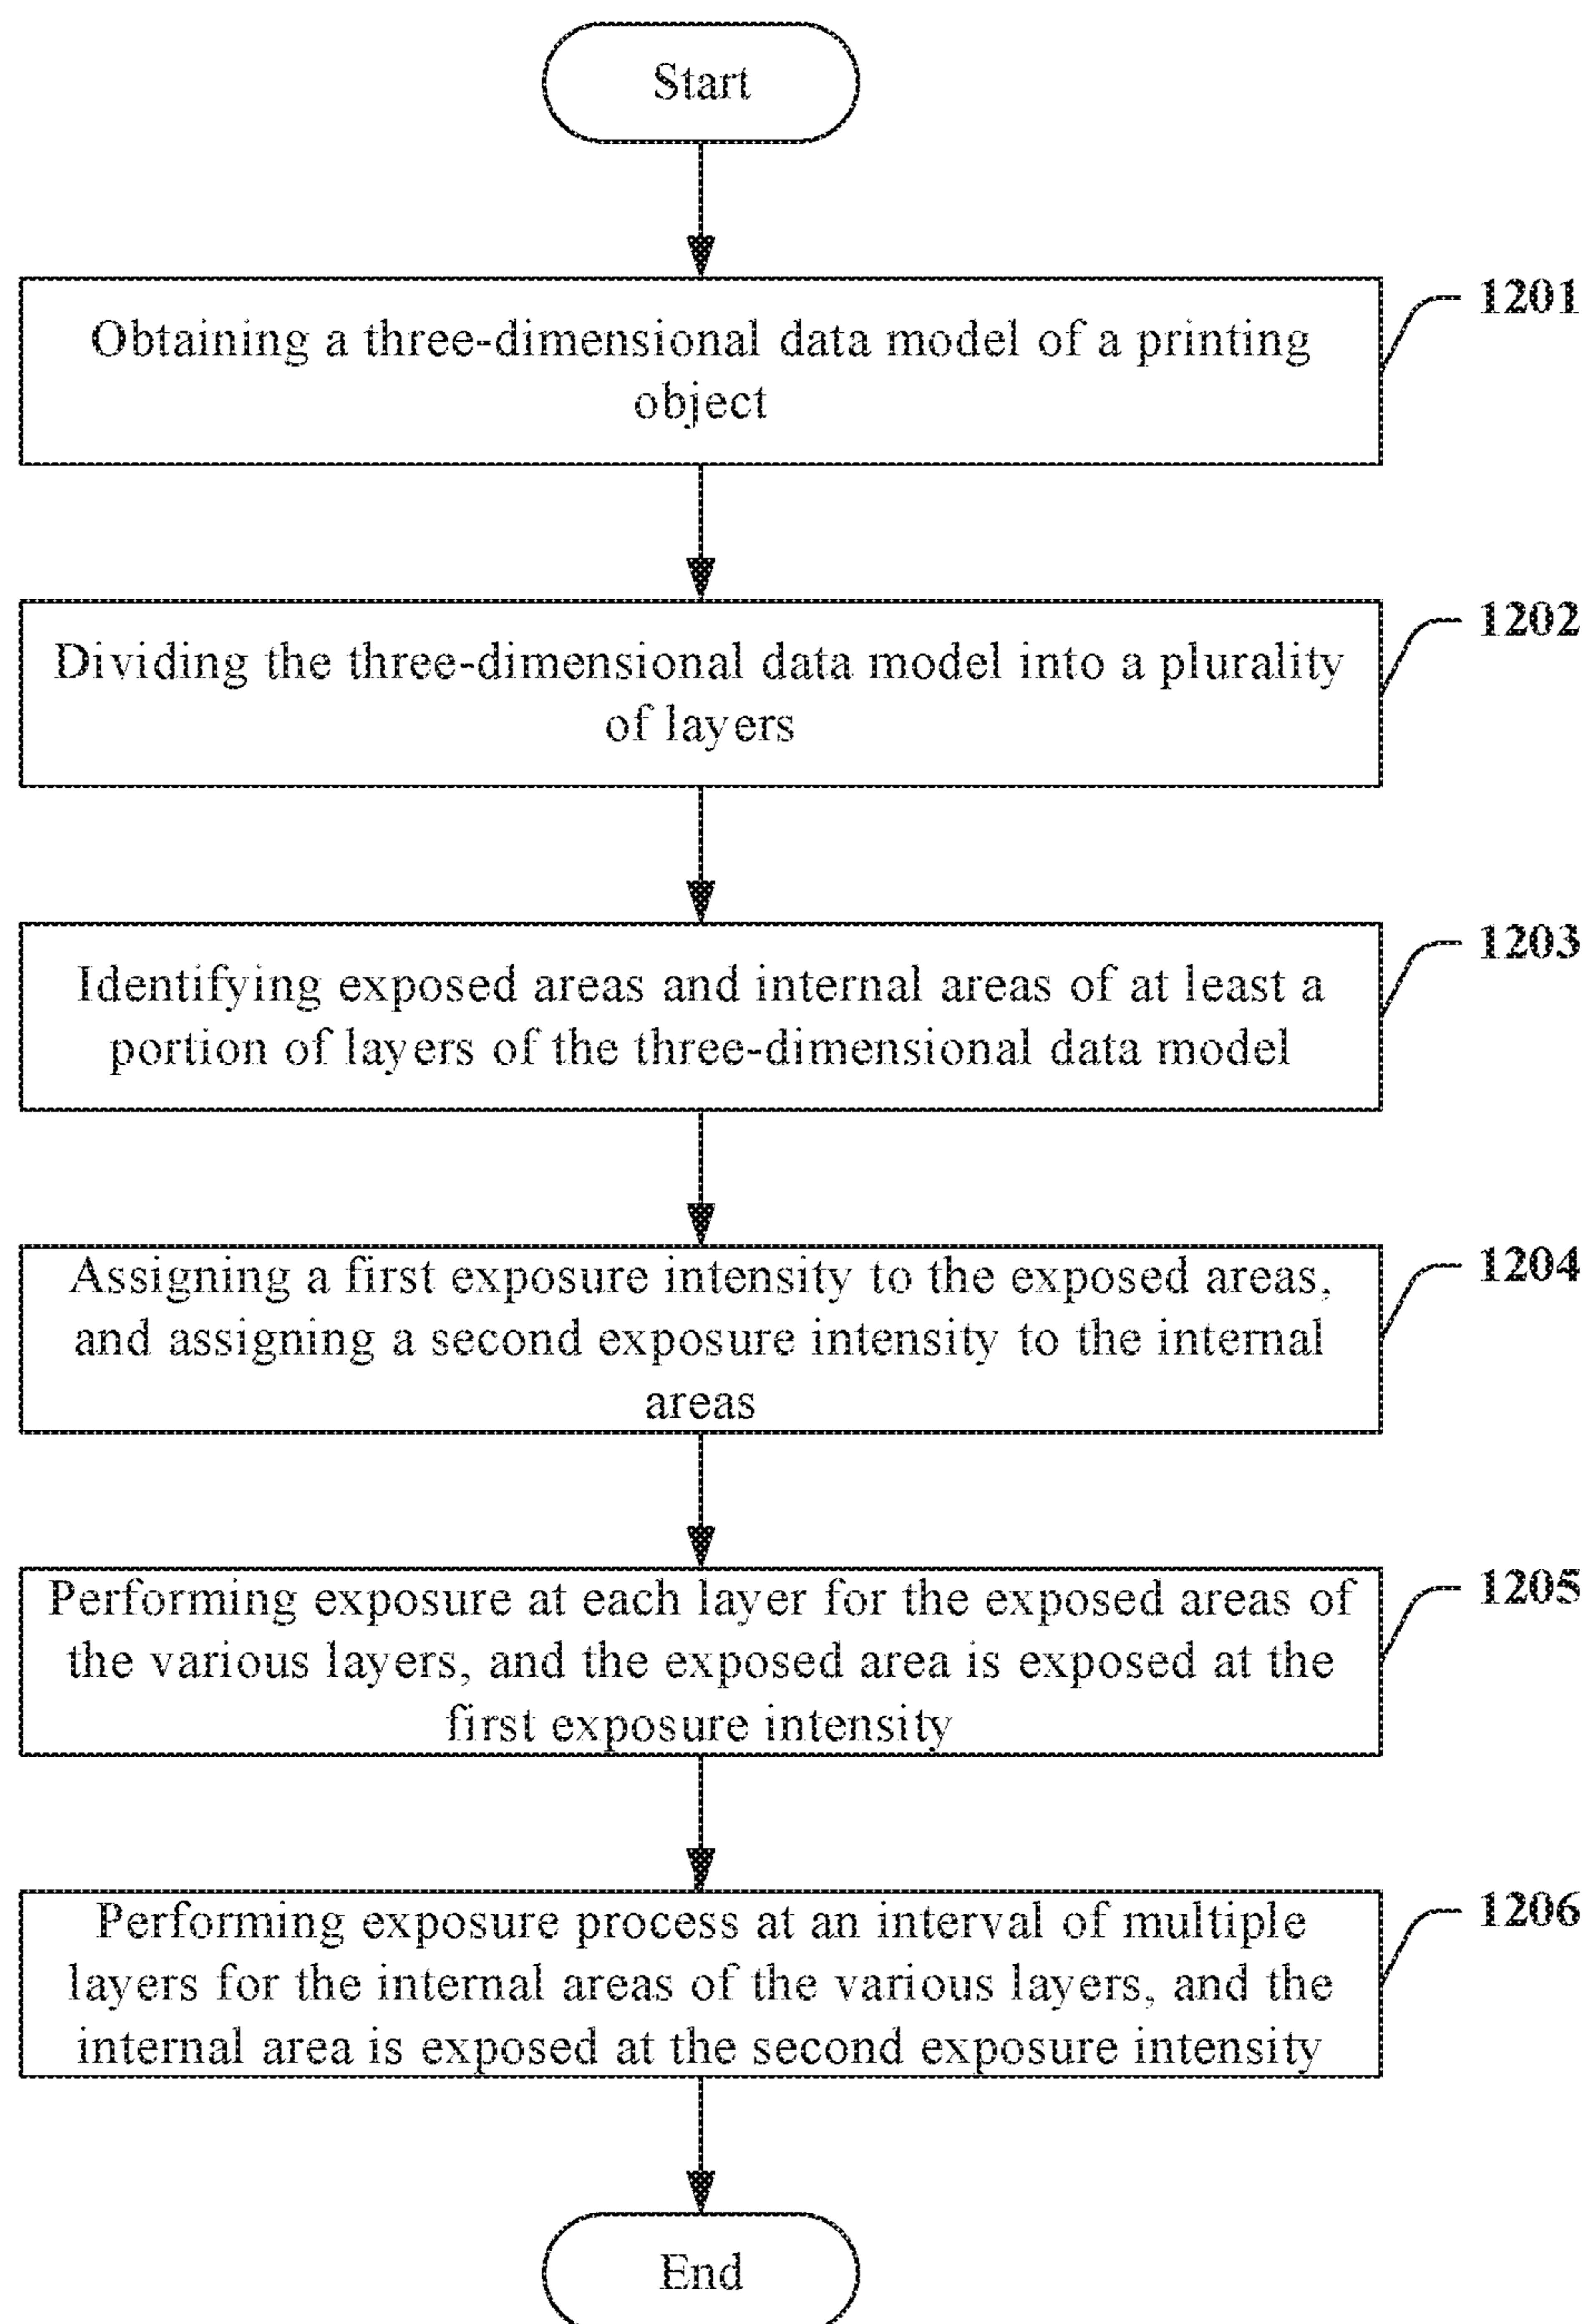 Start
1201
Obtaining a three-dimensional data model of a printing
object
1202
Dividing the three-dimensional data model into a plurality
of layers
1203
Identifying exposed areas and internal areas of at least a
portion of layers of the three-dimensional data model
1204
Assigning a first exposure intensity to the exposed areas,
and assigning a second exposure intensity to the internal
areas
1205
Performing exposure at each layer for the exposed areas of
the various layers, and the exposed area is exposed at the
first exposure intensity
1206
Performing exposure process at an interval of multiple
layers for the internal areas of the various layers, and the
internal area is exposed at the second exposure intensity
End